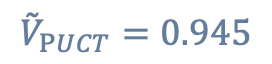 Ṽ_PUCT = 0.945